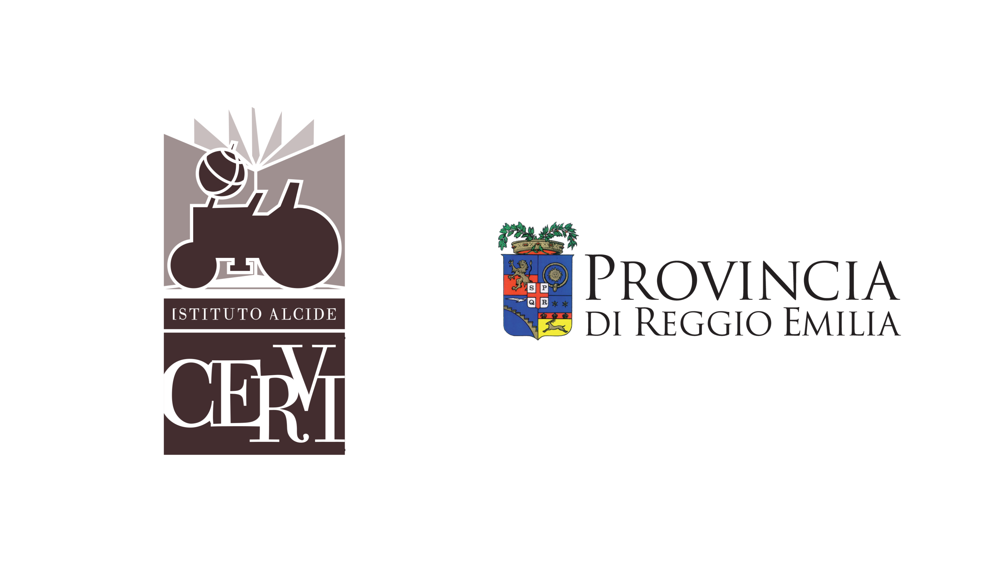 ISTITUTO ALCIDE
CERVI
S P
Q R
PROVINCIA
DI REGGIO EMILIA